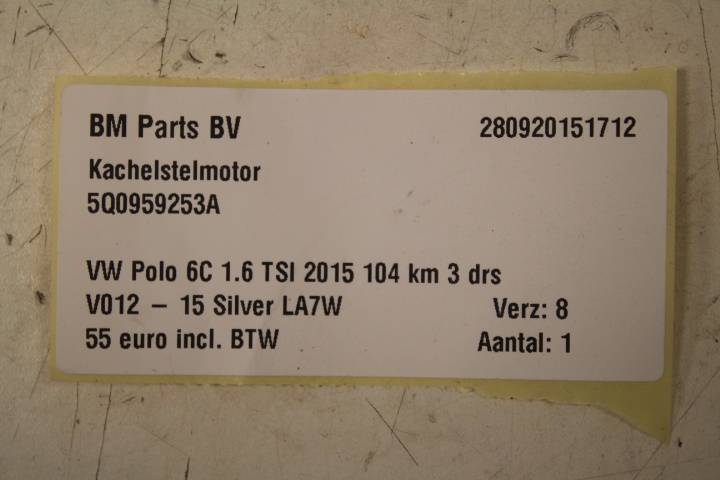 BM Parts BV 280920151712
Kachelstelmotor
5Q0959253A
VW Polo 6C 1.6 TSI 2015 104 km 3 drs
V012 – 15 Silver LA7W Verz: 8
55 euro incl. BTW Aantal: 1